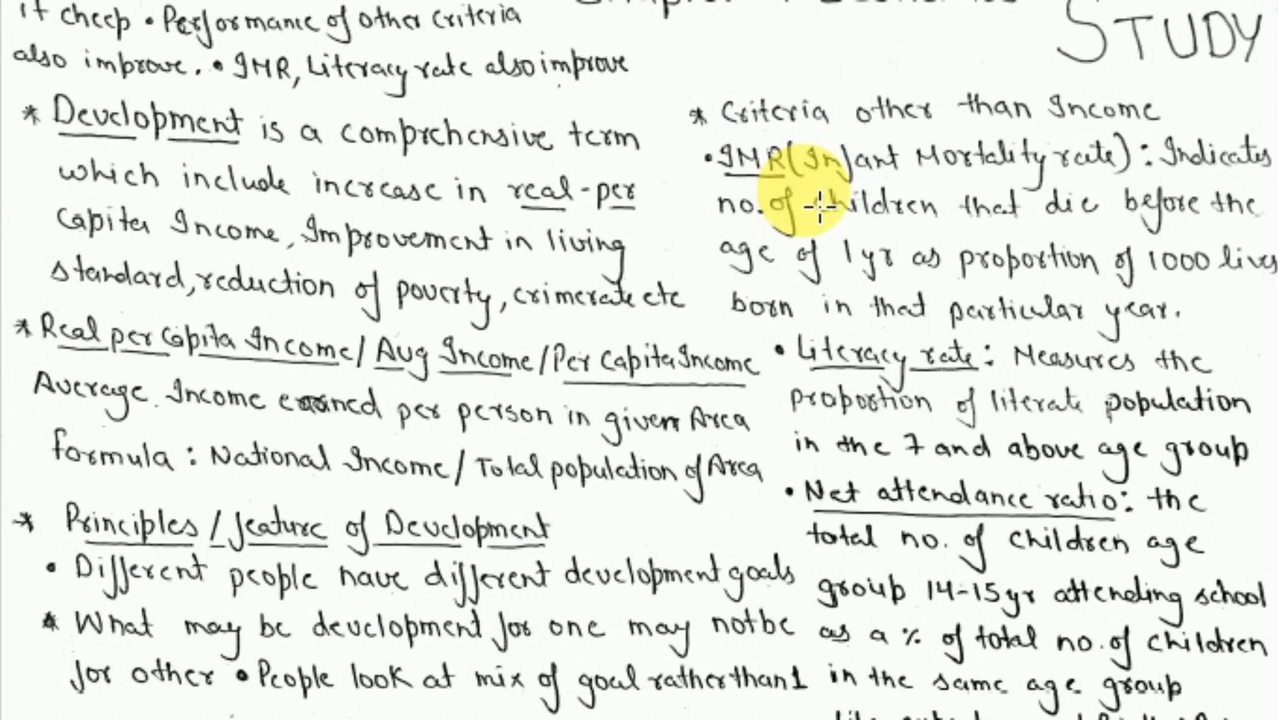 it cheep • Performance of other criteria
also improve. • IMR, Literacy rate also improve
* Development is a comprehensive term
which include increase in real-per
Capita Income, Improvement in living
standard, reduction of poverty, crimerate etc
* Real per Capita Income / Avg Income / Per Capita Income
Average Income earned per person in given Area
formula : National Income / Total population of Area
* Principles / feature of Development
• Different people have different development goals
* What may be development for one may notbe
for other • People look at mix of goal ratherthan 1
STUDY
* Criteria other than Income
• IMR (Infant Mortality rate) : Indicates
no. of children that die before the
age of 1 yr as proportion of 1000 lives
born in that particular year.
• Literacy rate : Measures the
proportion of literate population
in the 7 and above age group
• Net attendance ratio : the
total no. of children age
group 14-15 yr attending school
as a % of total no. of children
in the same age group